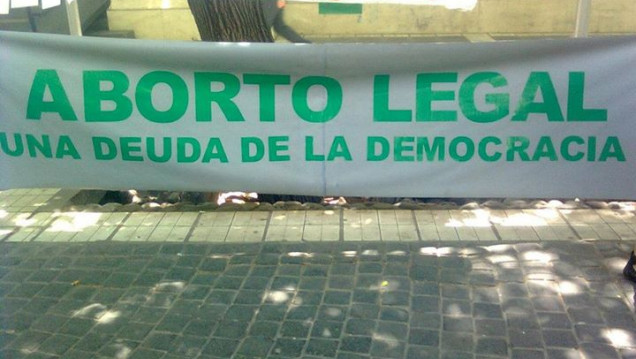 ABORTO LEGAL
UNA DEUDA DE LA DEMOCRACIA